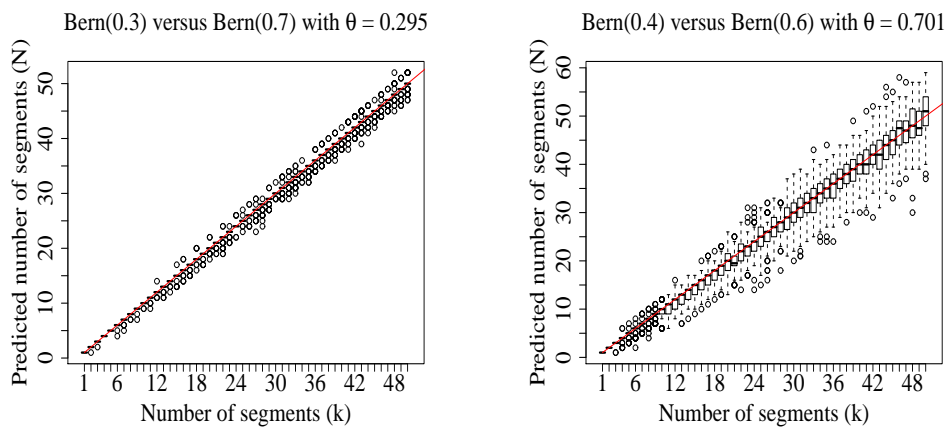 Bern(0.3) versus Bern(0.7) with θ = 0.295
Predicted number of segments (N)
50
40
30
20
10
0
1 6 12 18 24 30 36 42 48
Number of segments (k)
Bern(0.4) versus Bern(0.6) with θ = 0.701
Predicted number of segments (N)
60
50
40
30
20
10
0
1 6 12 18 24 30 36 42 48
Number of segments (k)